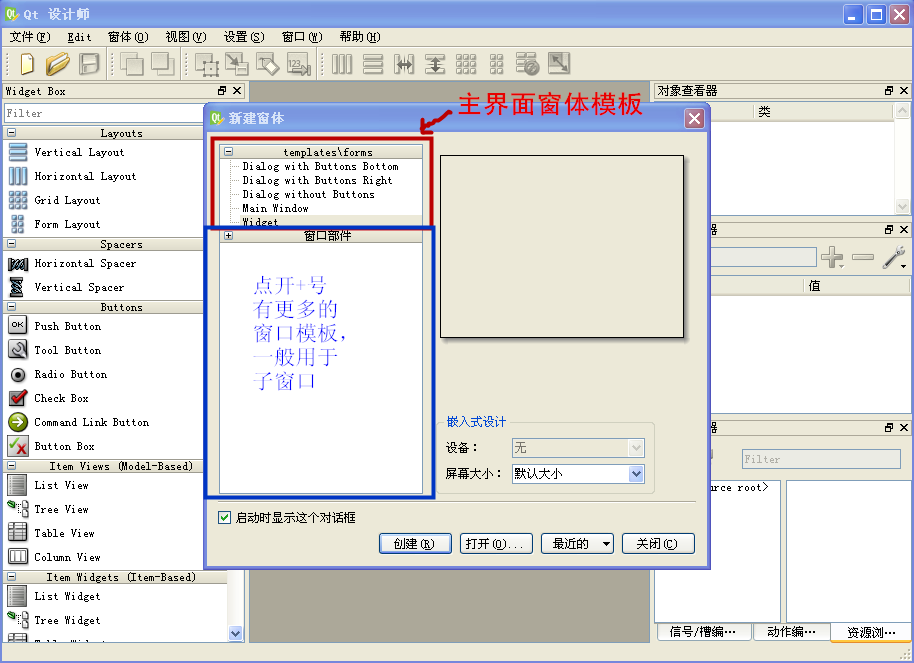 Qt 设计师
文件(F) Edit 窗体(O) 视图(V) 设置(S) 窗口(W) 帮助(H)
123
Widget Box
Filter
Layouts
Vertical Layout
Horizontal Layout
Grid Layout
Form Layout
Spacers
Horizontal Spacer
Vertical Spacer
Buttons
OK Push Button
Tool Button
Radio Button
Check Box
Command Link Button
Button Box
Item Views (Model-Based)
List View
Tree View
Table View
Column View
Item Widgets (Item-Based)
List Widget
Tree Widget
主界面窗体模板
新建窗体
templates\forms
Dialog with Buttons Bottom
Dialog with Buttons Right
Dialog without Buttons
Main Window
Widget
窗口部件
点开+号
有更多的
窗口模板,
一般用于
子窗口
嵌入式设计
设备： 无
屏幕大小： 默认大小
启动时显示这个对话框
创建(R) 打开(O)... 最近的 关闭(C)
对象查看器
类
器
值
器
Filter
root>
信号/槽编… 动作编… 资源浏…